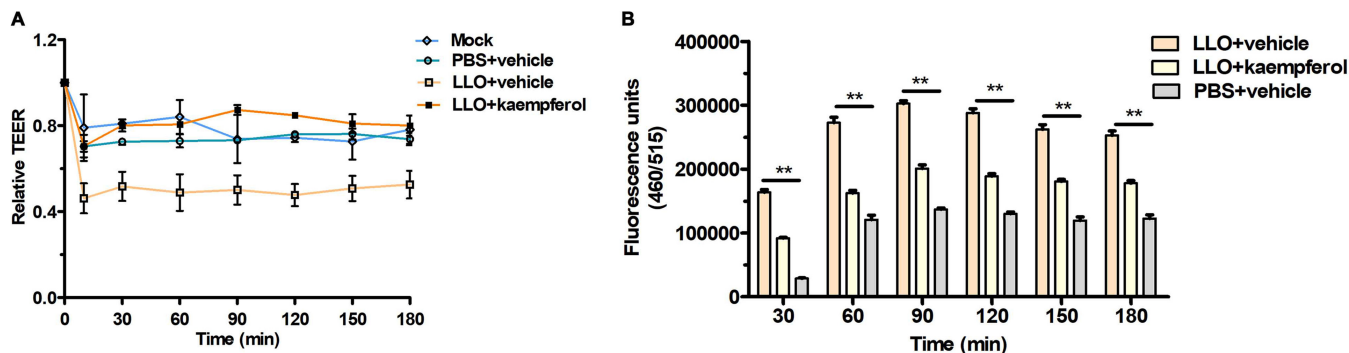 A
Relative TEER
1.2
0.8
0.4
0.0
0 30 60 90 120 150 180
Time (min)
Mock
PBS+vehicle
LLO+vehicle
LLO+kaempferol
B
Fluorescence units
(460/515)
400000
300000
200000
100000
0
** ** ** ** ** **
30 60 90 120 150 180
Time (min)
LLO+vehicle
LLO+kaempferol
PBS+vehicle